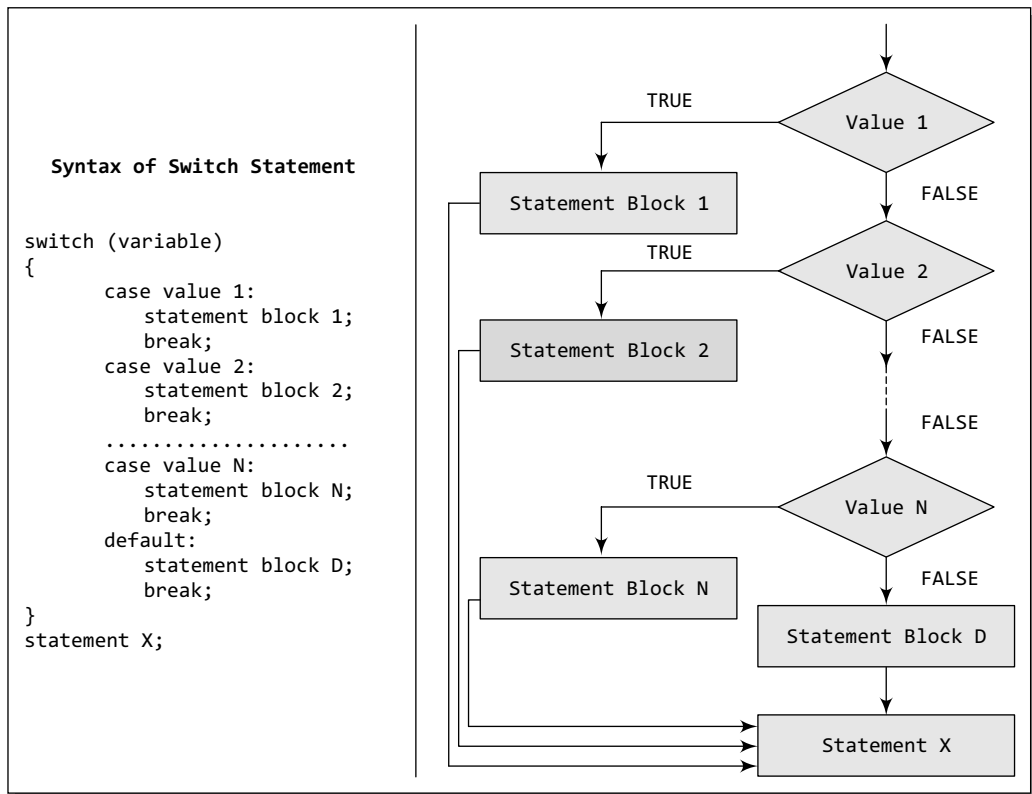 Syntax of Switch Statement
switch (variable)
{
case value 1:
statement block 1;
break;
case value 2:
statement block 2;
break;
.....................
case value N:
statement block N;
break;
default:
statement block D;
break;
}
statement X;
Value 1
TRUE
FALSE
Statement Block 1
Value 2
TRUE
FALSE
Statement Block 2
FALSE
Value N
TRUE
FALSE
Statement Block N
Statement Block D
Statement X